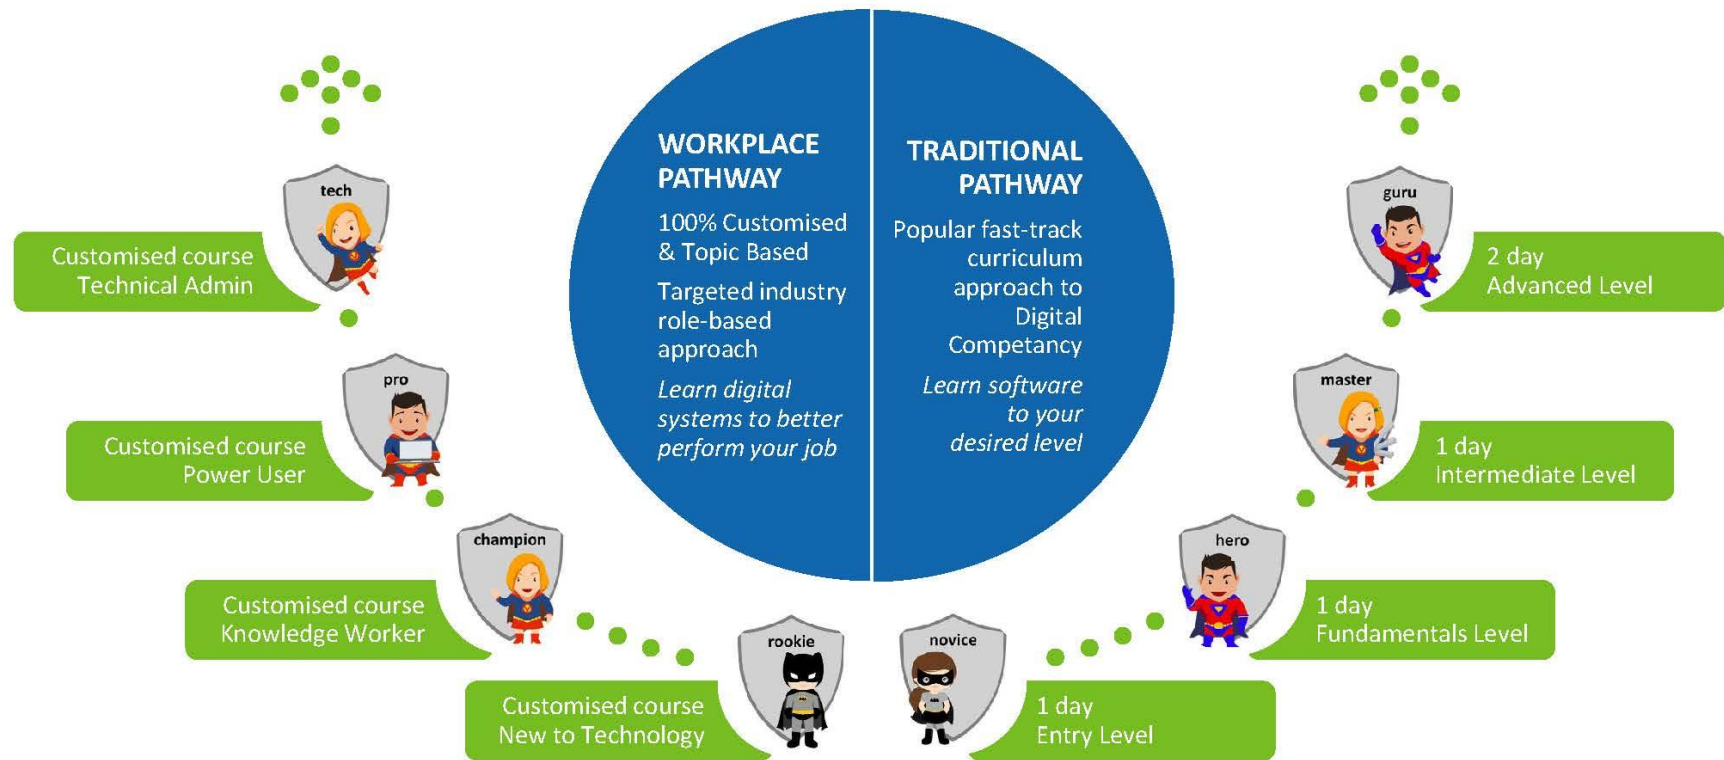 WORKPLACE
PATHWAY
100% Customised
& Topic Based
Targeted industry
role-based
approach
Learn digital
systems to better
perform your job
TRADITIONAL
PATHWAY
Popular fast-track
curriculum
approach to
Digital
Competancy
Learn software
to your
desired level
tech
Customised course
Technical Admin
pro
Customised course
Power User
champion
Customised course
Knowledge Worker
rookie
Customised course
New to Technology
novice
1 day
Entry Level
hero
1 day
Fundamentals Level
master
1 day
Intermediate Level
guru
2 day
Advanced Level